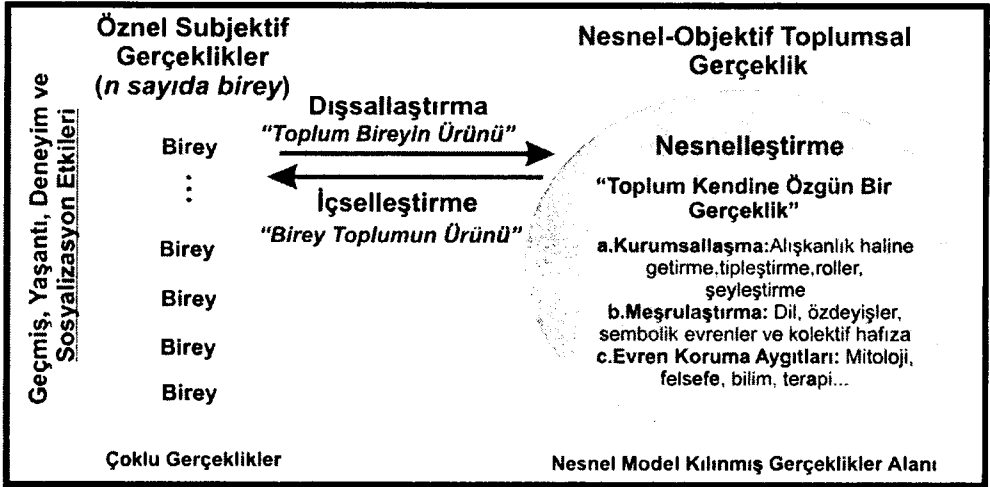 Geçmiş, Yaşantı, Deneyim ve
Sosyalizasyon Etkileri
Öznel Subjektif
Gerçeklikler
(n sayıda birey)
Birey
⋮
Birey
Birey
Birey
Birey
Çoklu Gerçeklikler
Dışsallaştırma
“Toplum Bireyin Ürünü”
İçselleştirme
“Birey Toplumun Ürünü”
Nesnel-Objektif Toplumsal
Gerçeklik
Nesnelleştirme
“Toplum Kendine Özgün Bir
Gerçeklik”
a.Kurumsallaşma:Alışkanlık haline
getirme,tipleştirme,roller,
şeyleştirme
b.Meşrulaştırma: Dil, özdeyişler,
sembolik evrenler ve kolektif hafıza
c.Evren Koruma Aygıtları: Mitoloji,
felsefe, bilim, terapi...
Nesnel Model Kılınmış Gerçeklikler Alanı